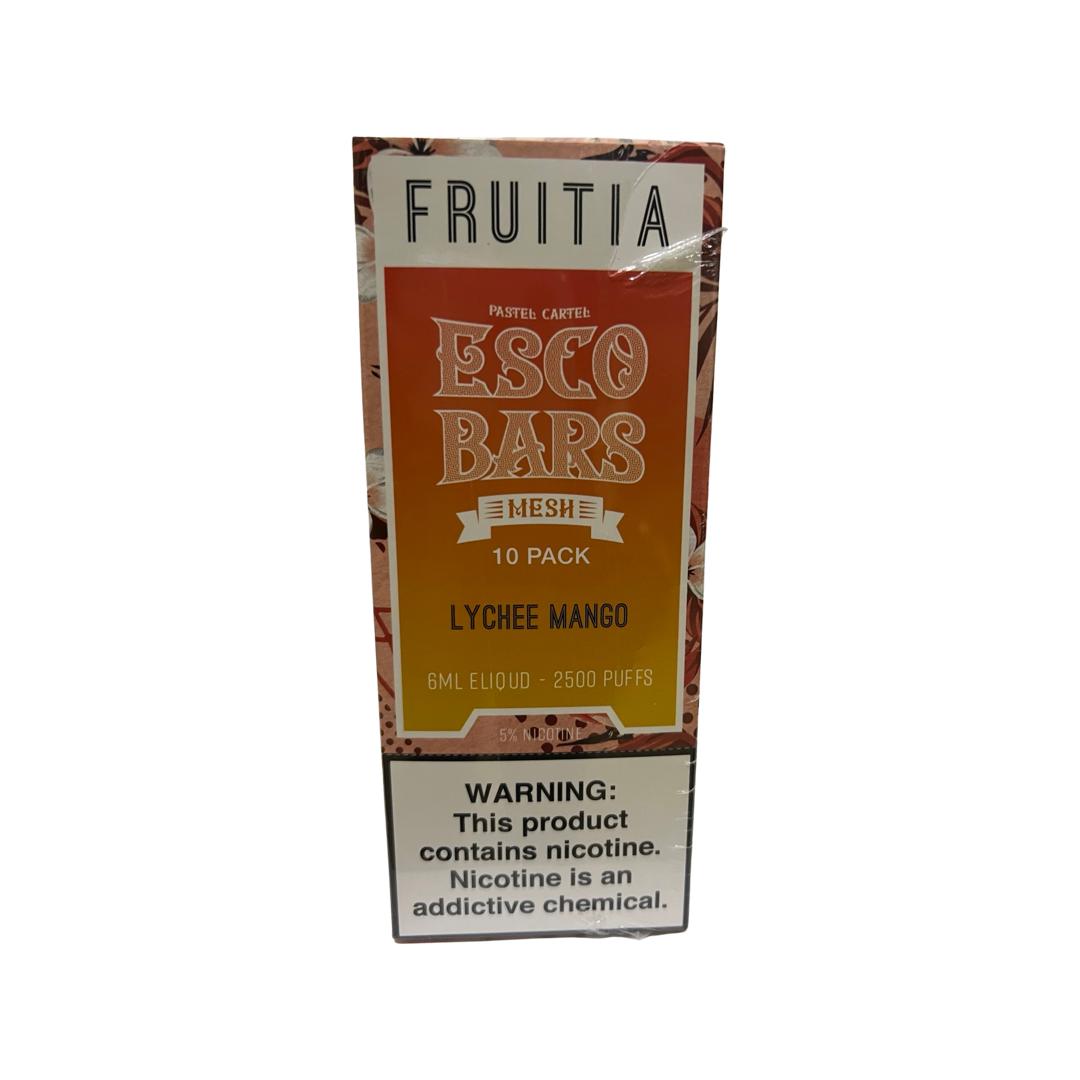 FRUITIA
PASTEL CARTEL
ESCO
BARS
MESH
10 PACK
LYCHEE MANGO
6ML ELIQUD - 2500 PUFFS
5% NICOTINE
WARNING:
This product
contains nicotine.
Nicotine is an
addictive chemical.